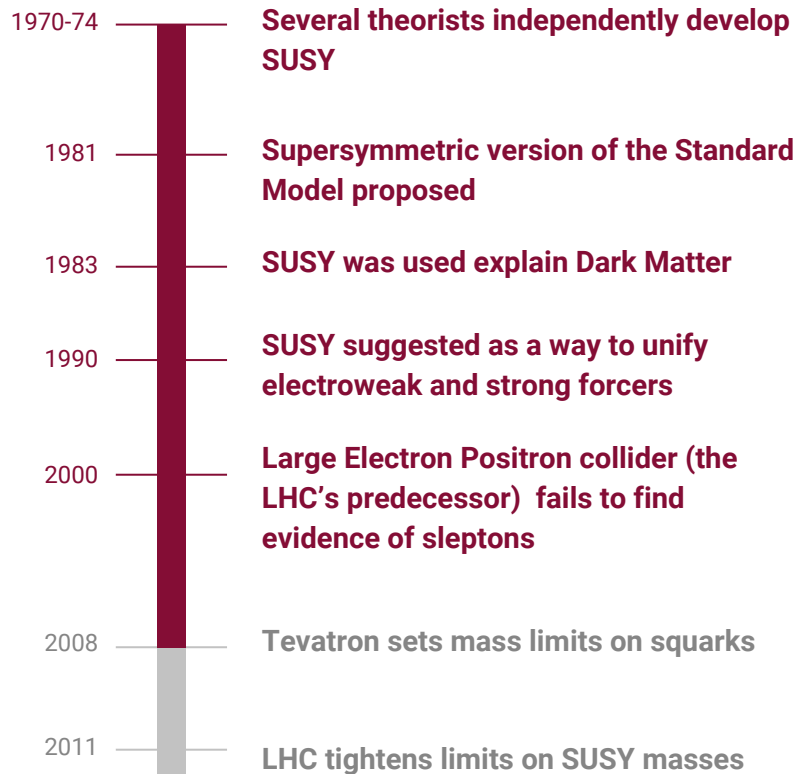 1970-74
Several theorists independently develop
SUSY
1981
Supersymmetric version of the Standard
Model proposed
1983
SUSY was used explain Dark Matter
1990
SUSY suggested as a way to unify
electroweak and strong forcers
2000
Large Electron Positron collider (the
LHC’s predecessor)  fails to find
evidence of sleptons
2008
Tevatron sets mass limits on squarks
2011
LHC tightens limits on SUSY masses